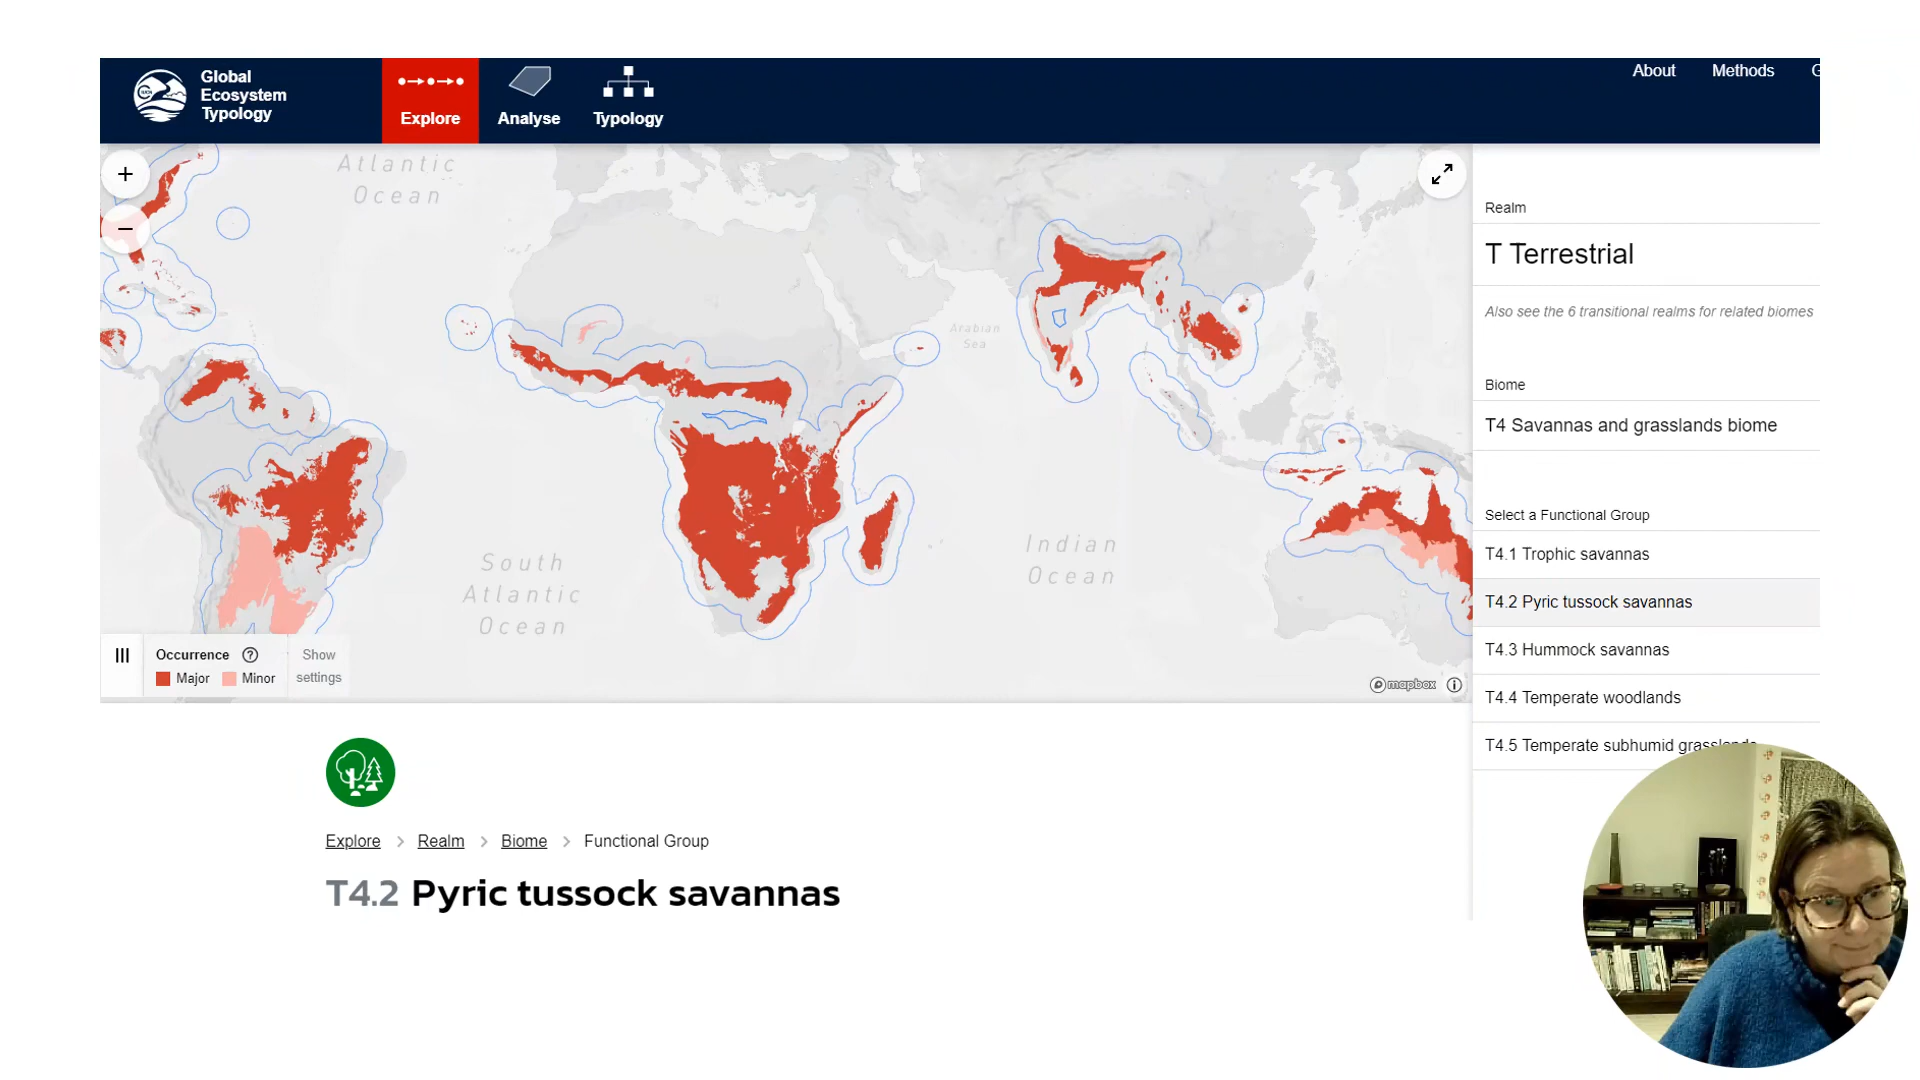 Global
Ecosystem
Typology
Explore
Analyse
Typology
About
Methods
Atlantic
Ocean
Arabian
Sea
South
Atlantic
Ocean
Indian
Ocean
Occurrence
Show
settings
Major
Minor
mapbox
Realm
T Terrestrial
Also see the 6 transitional realms for related biomes
Biome
T4 Savannas and grasslands biome
Select a Functional Group
T4.1 Trophic savannas
T4.2 Pyric tussock savannas
T4.3 Hummock savannas
T4.4 Temperate woodlands
T4.5 Temperate subhumid grasslands
Explore > Realm > Biome > Functional Group
T4.2 Pyric tussock savannas